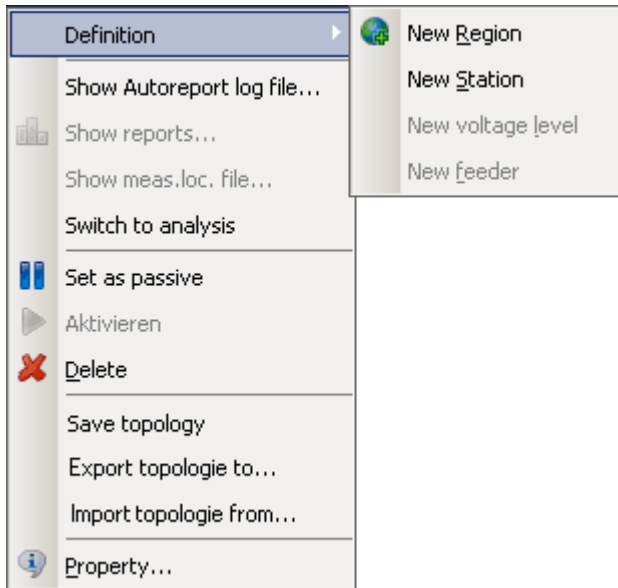 Definition
Show Autoreport log file...
Show reports...
Show meas.loc. file...
Switch to analysis
Set as passive
Aktivieren
Delete
Save topology
Export topologie to...
Import topologie from...
Property...
New Region
New Station
New voltage level
New feeder